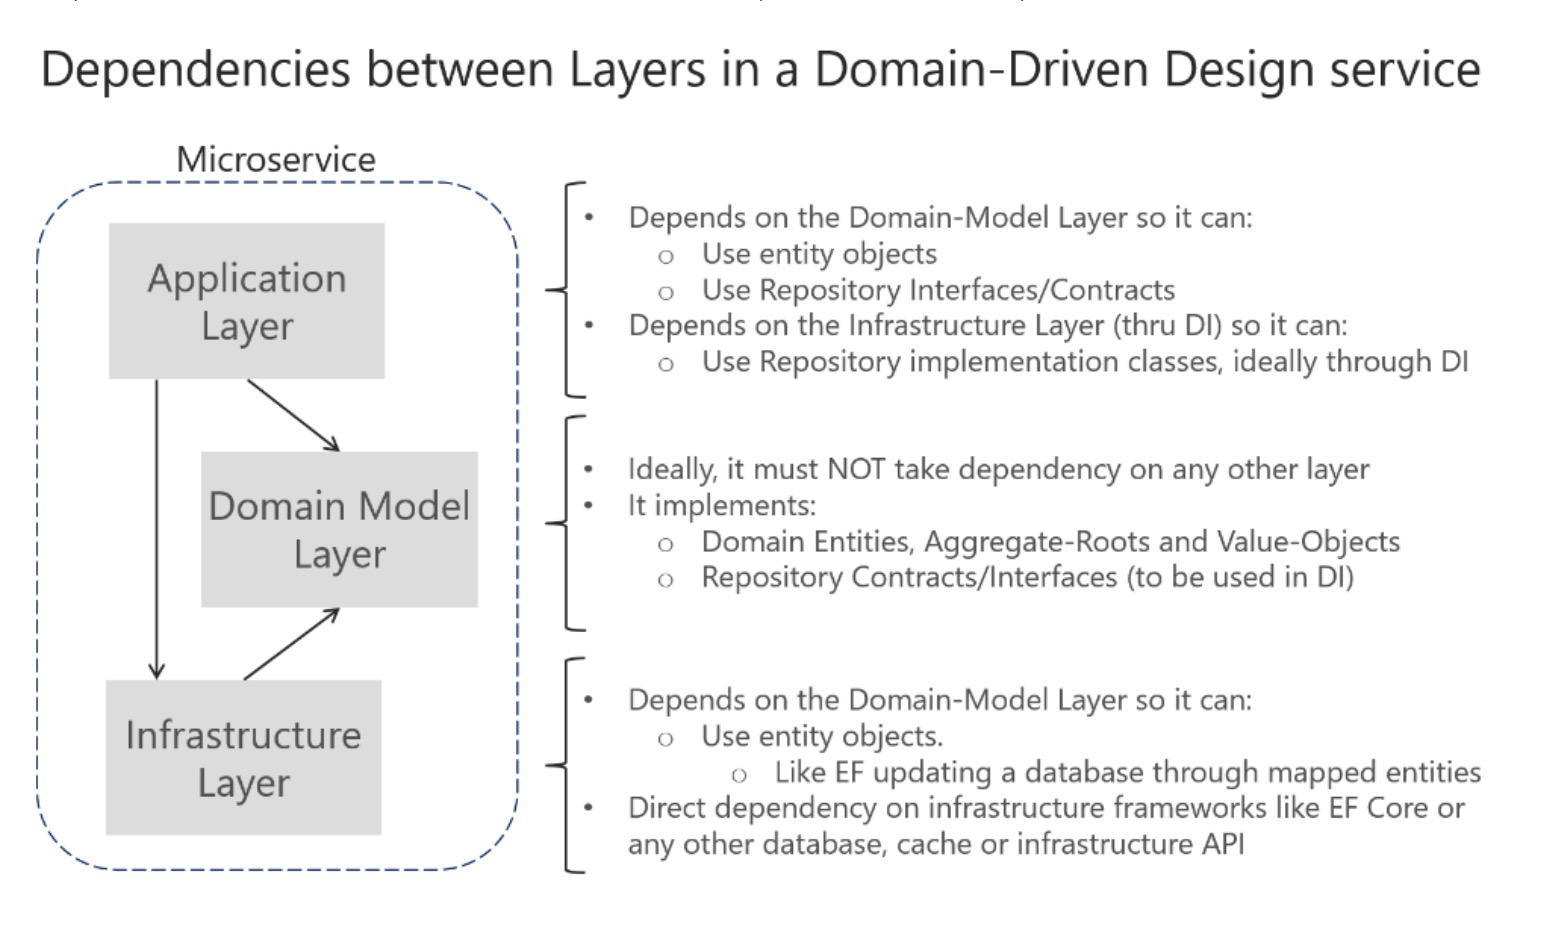 Dependencies between Layers in a Domain-Driven Design service
Microservice
Application
Layer
Domain Model
Layer
Infrastructure
Layer
• Depends on the Domain-Model Layer so it can:
o Use entity objects
o Use Repository Interfaces/Contracts
• Depends on the Infrastructure Layer (thru DI) so it can:
o Use Repository implementation classes, ideally through DI
• Ideally, it must NOT take dependency on any other layer
• It implements:
o Domain Entities, Aggregate-Roots and Value-Objects
o Repository Contracts/Interfaces (to be used in DI)
• Depends on the Domain-Model Layer so it can:
o Use entity objects.
o Like EF updating a database through mapped entities
• Direct dependency on infrastructure frameworks like EF Core or
any other database, cache or infrastructure API